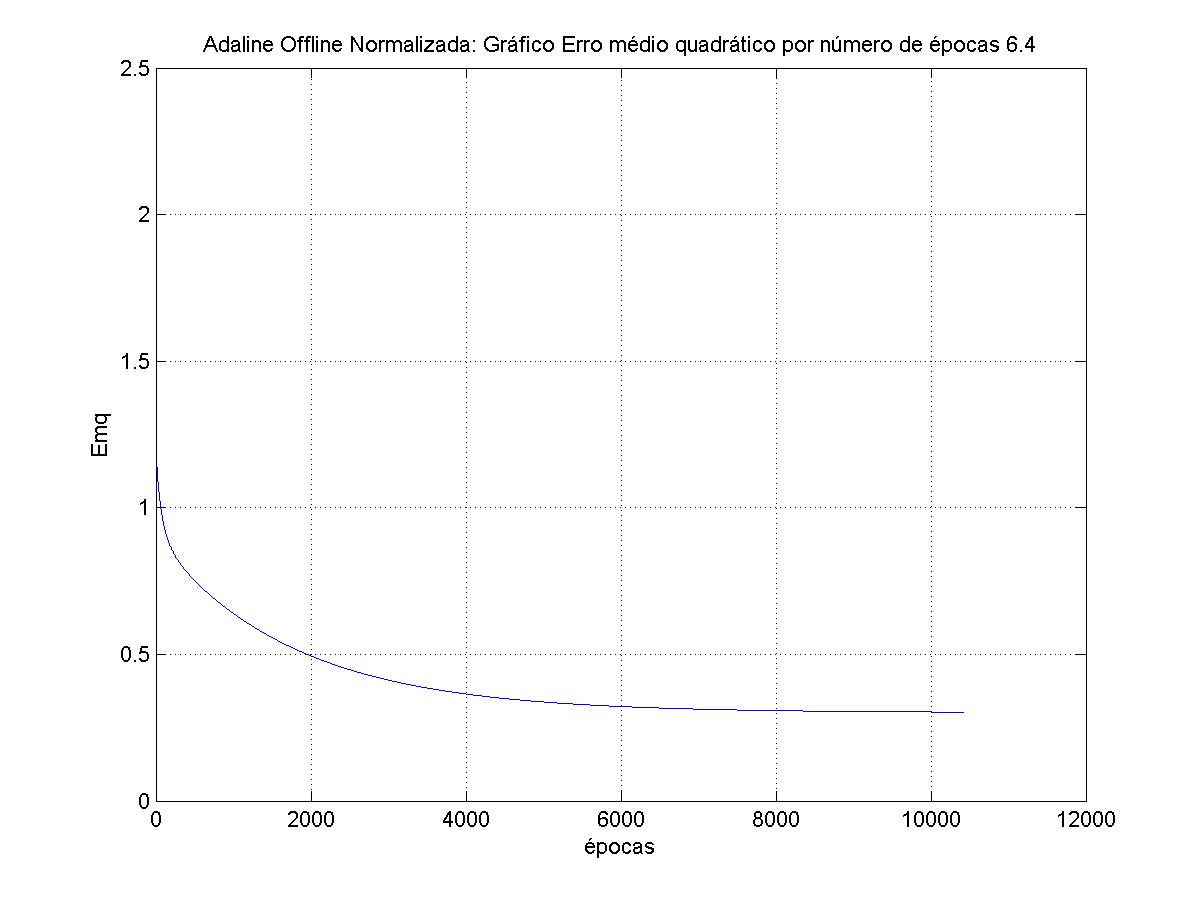 Adaline Offline Normalizada: Gráfico Erro médio quadrático por número de épocas 6.4
2.5
2
1.5
1
0.5
0
Emq
0 2000 4000 6000 8000 10000 12000
épocas